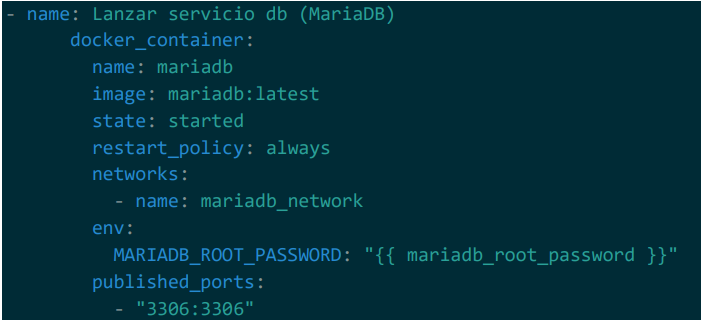 - name: Lanzar servicio db (MariaDB)
      docker_container:
        name: mariadb
        image: mariadb:latest
        state: started
        restart_policy: always
        networks:
          - name: mariadb_network
        env:
          MARIADB_ROOT_PASSWORD: "{{ mariadb_root_password }}"
        published_ports:
          - "3306:3306"